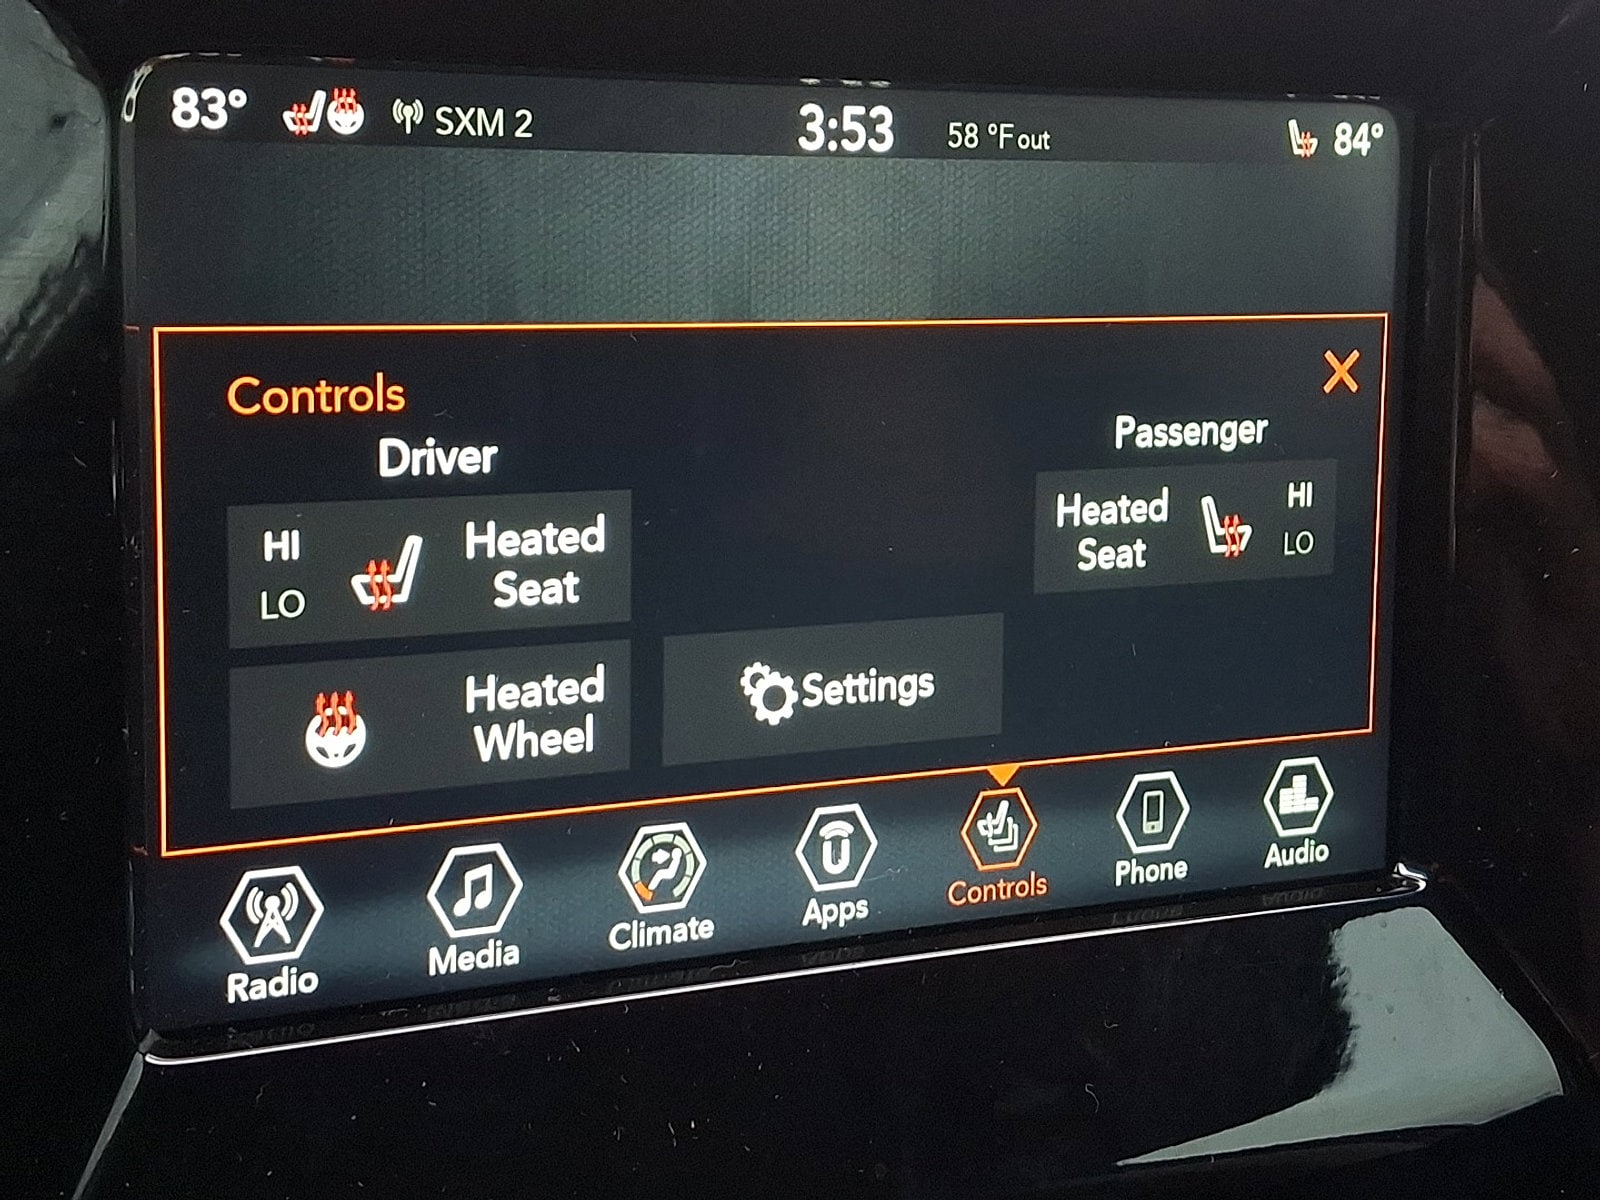 83° SXM 2 3:53 58 °F out 84°
Controls
Driver
HI
LO
Heated
Seat
Heated
Wheel
Settings
Passenger
Heated
Seat
HI
LO
Radio
Media
Climate
Apps
Controls
Phone
Audio